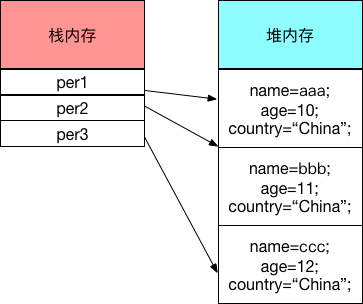 栈内存
堆内存
per1
per2
per3
name=aaa;
age=10;
country=“China”;
name=bbb;
age=11;
country=“China”;
name=ccc;
age=12;
country=“China”;